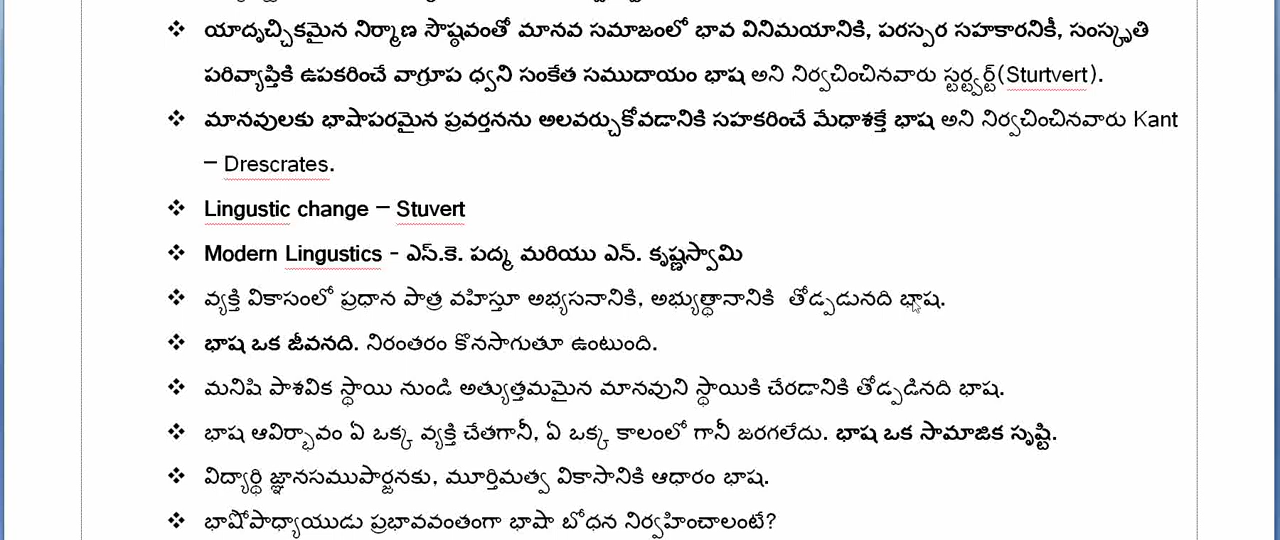 ❖ యాదృచ్ఛికమైన నిర్మాణ సౌష్ఠవంతో మానవ సమాజంలో భావ వినిమయానికి, పరస్పర సహకారనికీ, సంస్కృతి
పరివ్యాప్తికి ఉపకరించే వాగ్రూప ధ్వని సంకేత సముదాయం భాష అని నిర్వచించినవారు స్టర్ట్వర్ట్(Sturtvert).
❖ మానవులకు భాషాపరమైన ప్రవర్తనను అలవర్చుకోవడానికి సహకరించే మేధాశక్తే భాష అని నిర్వచించినవారు Kant
– Drescrates.
❖ Lingustic change – Stuvert
❖ Modern Lingustics - ఎస్.కె. పద్మ మరియు ఎన్. కృష్ణస్వామి
❖ వ్యక్తి వికాసంలో ప్రధాన పాత్ర వహిస్తూ అభ్యసనానికి, అభ్యుత్థానానికి తోడ్పడునది భాష.
❖ భాష ఒక జీవనది. నిరంతరం కొనసాగుతూ ఉంటుంది.
❖ మనిషి పాశవిక స్థాయి నుండి అత్యుత్తమమైన మానవుని స్థాయికి చేరడానికి తోడ్పడినది భాష.
❖ భాష ఆవిర్భావం ఏ ఒక్క వ్యక్తి చేతగానీ, ఏ ఒక్క కాలంలో గానీ జరగలేదు. భాష ఒక సామాజిక సృష్టి.
❖ విద్యార్థి జ్ఞానసముపార్జనకు, మూర్తిమత్వ వికాసానికి ఆధారం భాష.
❖ భాషోపాధ్యాయుడు ప్రభావవంతంగా భాషా బోధన నిర్వహించాలంటే?